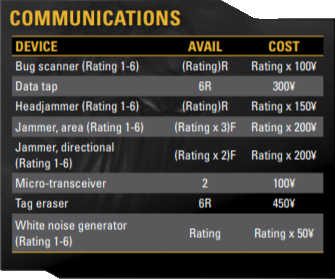 COMMUNICATIONS
DEVICE AVAIL COST
Bug scanner (Rating 1-6) (Rating)R Rating x 100¥
Data tap 6R 300¥
Headjammer (Rating 1-6) (Rating)R Rating x 150¥
Jammer, area (Rating 1-6) (Rating x 3)F Rating x 200¥
Jammer, directional
(Rating 1-6) (Rating x 2)F Rating x 200¥
Micro-transceiver 2 100¥
Tag eraser 6R 450¥
White noise generator
(Rating 1-6) Rating Rating x 50¥